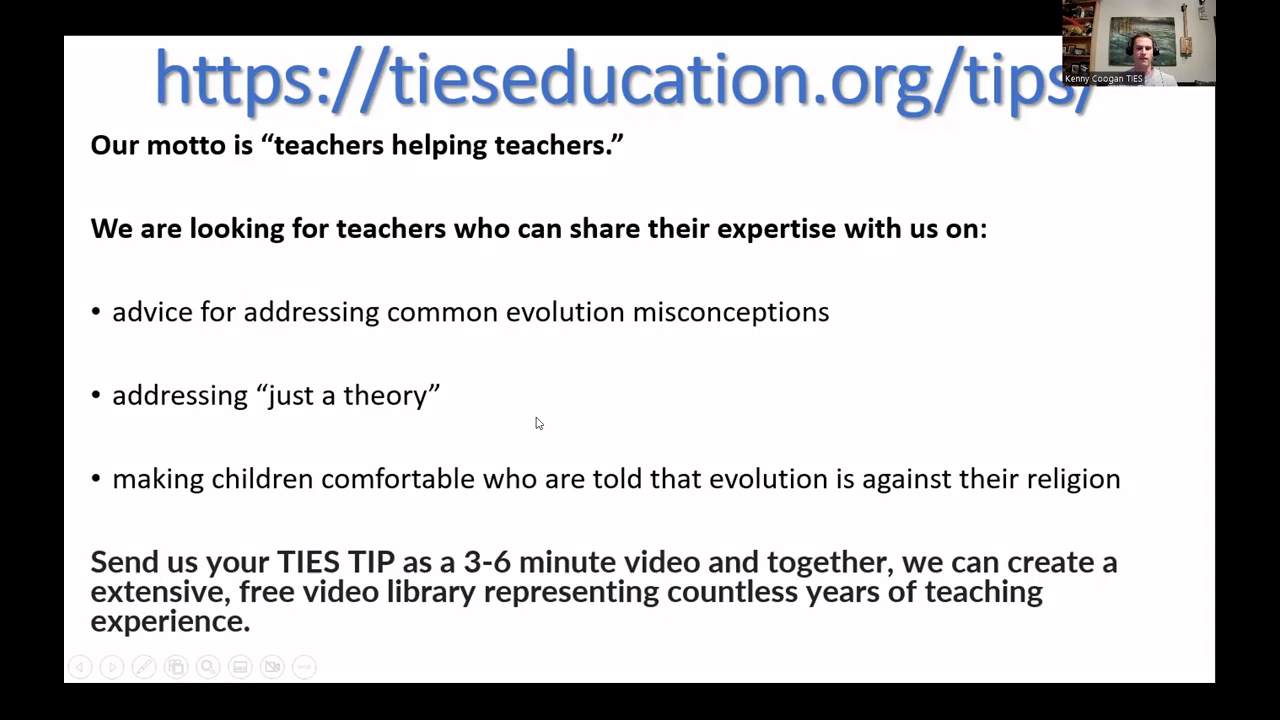 https://tieseducation.org/tips/
Kenny Coogan TIES
Our motto is “teachers helping teachers.”
We are looking for teachers who can share their expertise with us on:
• advice for addressing common evolution misconceptions
• addressing “just a theory”
• making children comfortable who are told that evolution is against their religion
Send us your TIES TIP as a 3-6 minute video and together, we can create a
extensive, free video library representing countless years of teaching
experience.